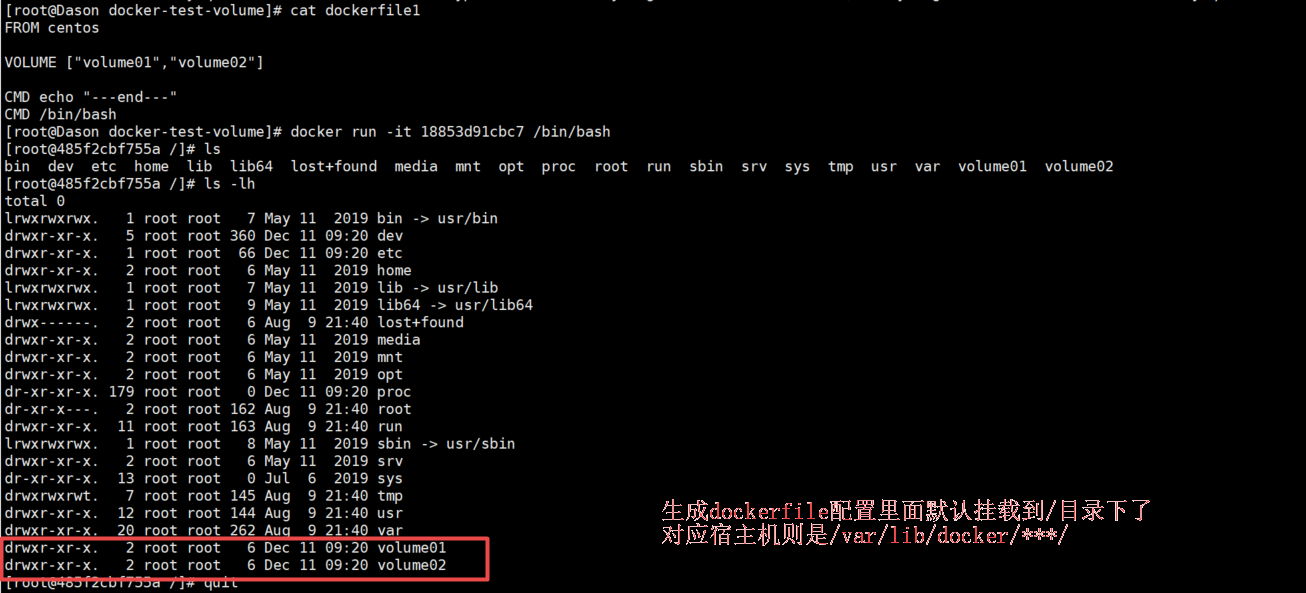 [root@Dason docker-test-volume]# cat dockerfile1
FROM centos
VOLUME ["volume01","volume02"]
CMD echo "---end---"
CMD /bin/bash
[root@Dason docker-test-volume]# docker run -it 18853d91cbc7 /bin/bash
[root@485f2cbf755a /]# ls
bin  dev  etc  home  lib  lib64  lost+found  media  mnt  opt  proc  root  run  sbin  srv  sys  tmp  usr  var  volume01  volume02
[root@485f2cbf755a /]# ls -lh
total 0
lrwxrwxrwx.   1 root root   7 May 11  2019 bin -> usr/bin
drwxr-xr-x.   5 root root 360 Dec 11 09:20 dev
drwxr-xr-x.   1 root root  66 Dec 11 09:20 etc
drwxr-xr-x.   2 root root   6 May 11  2019 home
lrwxrwxrwx.   1 root root   7 May 11  2019 lib -> usr/lib
lrwxrwxrwx.   1 root root   9 May 11  2019 lib64 -> usr/lib64
drwx------.   2 root root   6 Aug  9 21:40 lost+found
drwxr-xr-x.   2 root root   6 May 11  2019 media
drwxr-xr-x.   2 root root   6 May 11  2019 mnt
drwxr-xr-x.   2 root root   6 May 11  2019 opt
dr-xr-xr-x. 179 root root   0 Dec 11 09:20 proc
dr-xr-x---.   2 root root 162 Aug  9 21:40 root
drwxr-xr-x.  11 root root 163 Aug  9 21:40 run
lrwxrwxrwx.   1 root root   8 May 11  2019 sbin -> usr/sbin
drwxr-xr-x.   2 root root   6 May 11  2019 srv
dr-xr-xr-x.  13 root root   0 Jul  6  2019 sys
drwxrwxrwt.   7 root root 145 Aug  9 21:40 tmp
drwxr-xr-x.  12 root root 144 Aug  9 21:40 usr
drwxr-xr-x.  20 root root 262 Aug  9 21:40 var
drwxr-xr-x.   2 root root   6 Dec 11 09:20 volume01
drwxr-xr-x.   2 root root   6 Dec 11 09:20 volume02
[root@485f2cbf755a /]# quit
生成dockerfile配置里面默认挂载到/目录下了
对应宿主机则是/var/lib/docker/***/